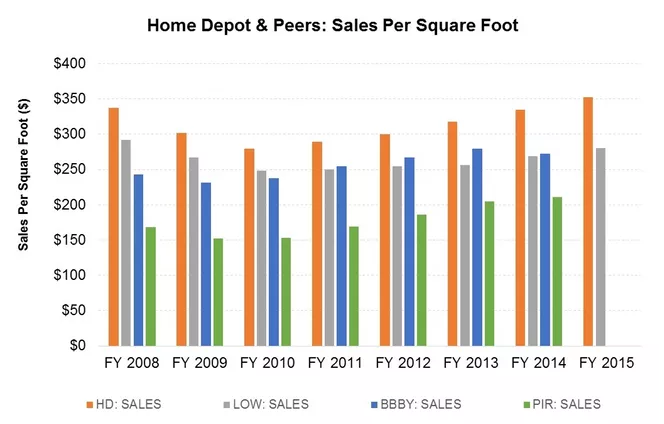 Home Depot & Peers: Sales Per Square Foot
Sales Per Square Foot ($)
$400
$350
$300
$250
$200
$150
$100
$50
$0
FY 2008 FY 2009 FY 2010 FY 2011 FY 2012 FY 2013 FY 2014 FY 2015
HD: SALES LOW: SALES BBBY: SALES PIR: SALES